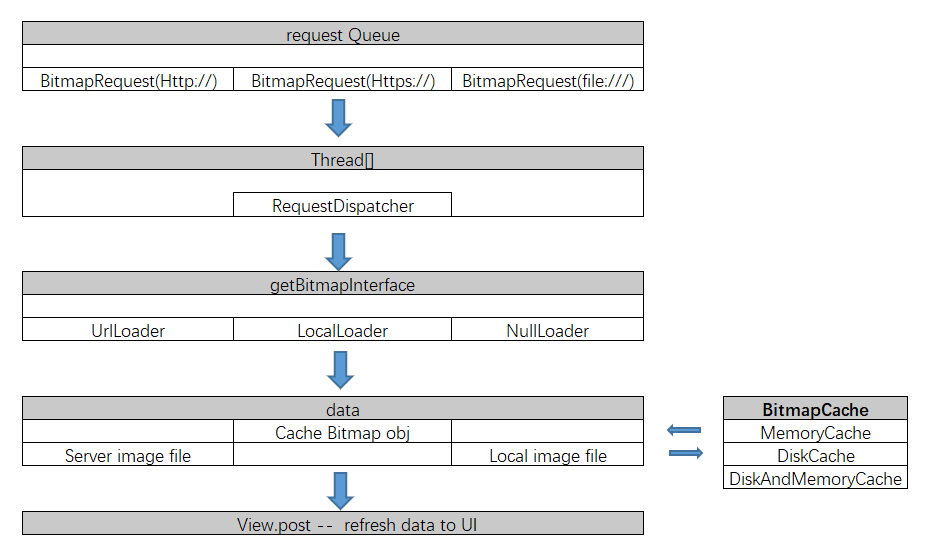 request Queue
BitmapRequest(Http://) BitmapRequest(Https://) BitmapRequest(file:///)
Thread[]
RequestDispatcher
getBitmapInterface
UrlLoader LocalLoader NullLoader
data
Cache Bitmap obj
Server image file Local image file
BitmapCache
MemoryCache
DiskCache
DiskAndMemoryCache
View.post -- refresh data to UI